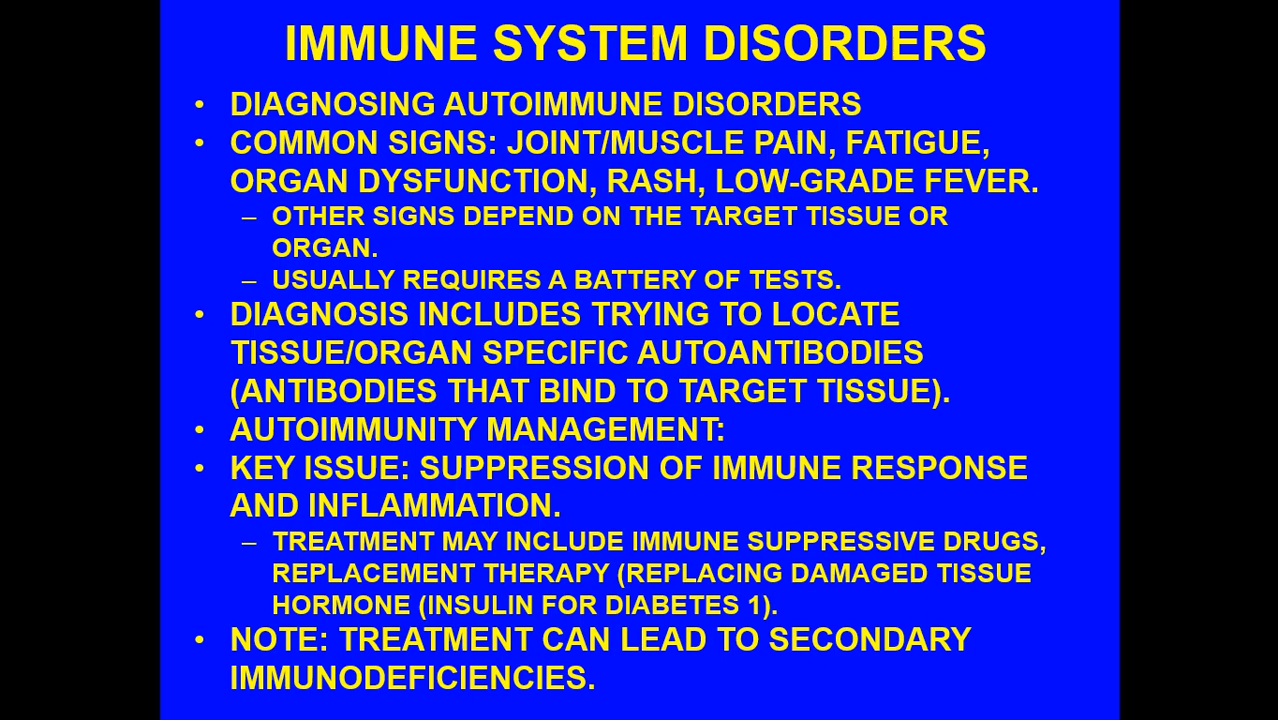 IMMUNE SYSTEM DISORDERS
• DIAGNOSING AUTOIMMUNE DISORDERS
• COMMON SIGNS: JOINT/MUSCLE PAIN, FATIGUE,
ORGAN DYSFUNCTION, RASH, LOW-GRADE FEVER.
– OTHER SIGNS DEPEND ON THE TARGET TISSUE OR
ORGAN.
– USUALLY REQUIRES A BATTERY OF TESTS.
• DIAGNOSIS INCLUDES TRYING TO LOCATE
TISSUE/ORGAN SPECIFIC AUTOANTIBODIES
(ANTIBODIES THAT BIND TO TARGET TISSUE).
• AUTOIMMUNITY MANAGEMENT:
• KEY ISSUE: SUPPRESSION OF IMMUNE RESPONSE
AND INFLAMMATION.
– TREATMENT MAY INCLUDE IMMUNE SUPPRESSIVE DRUGS,
REPLACEMENT THERAPY (REPLACING DAMAGED TISSUE
HORMONE (INSULIN FOR DIABETES 1).
• NOTE: TREATMENT CAN LEAD TO SECONDARY
IMMUNODEFICIENCIES.